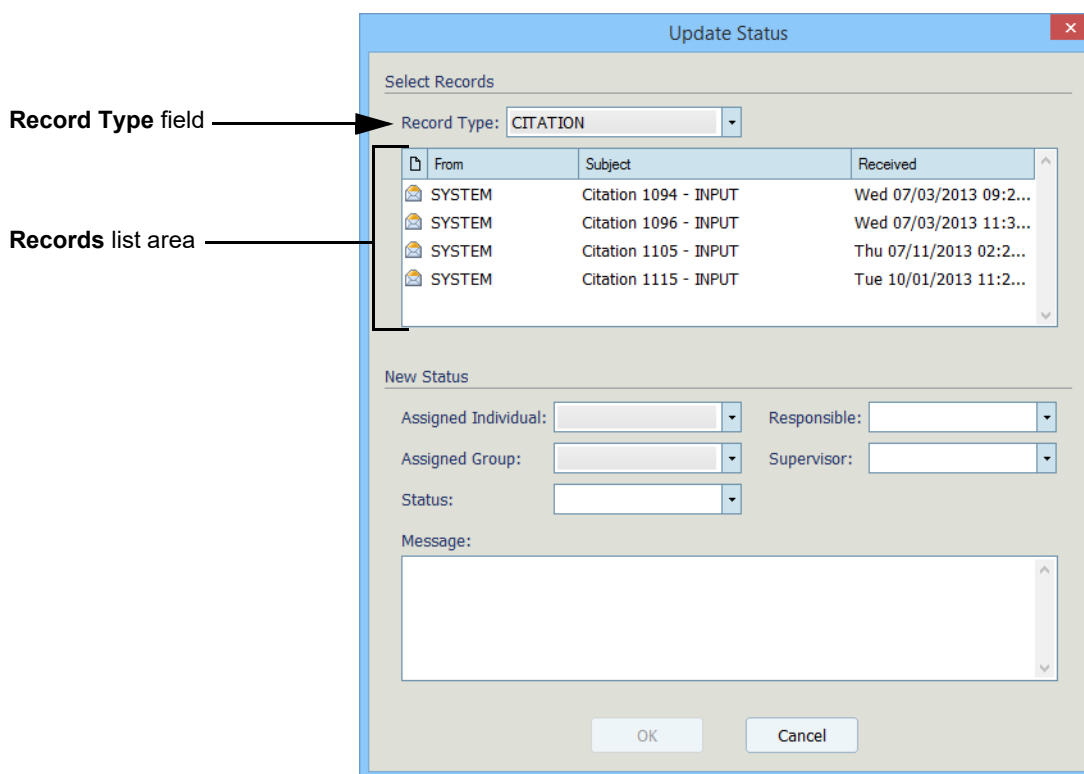 Update Status
Select Records
Record Type field
Record Type: CITATION
From Subject Received
SYSTEM Citation 1094 - INPUT Wed 07/03/2013 09:2...
SYSTEM Citation 1096 - INPUT Wed 07/03/2013 11:3...
Records list area
SYSTEM Citation 1105 - INPUT Thu 07/11/2013 02:2...
SYSTEM Citation 1115 - INPUT Tue 10/01/2013 11:2...
New Status
Assigned Individual: Responsible:
Assigned Group: Supervisor:
Status:
Message:
OK Cancel